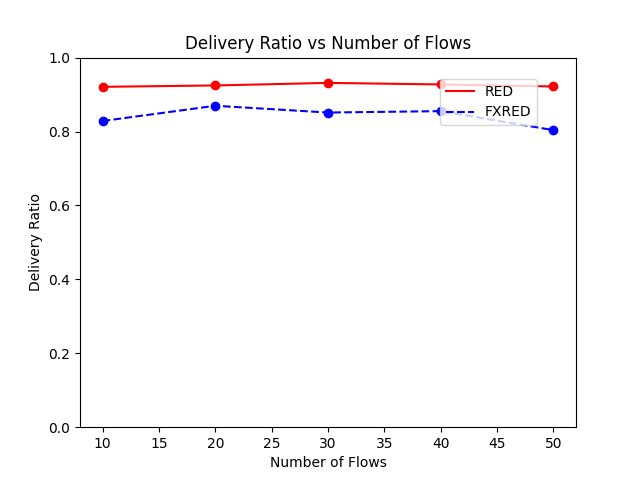 Delivery Ratio vs Number of Flows
1.0
0.8
0.6
0.4
0.2
0.0
Delivery Ratio
RED
FXRED
10 15 20 25 30 35 40 45 50
Number of Flows